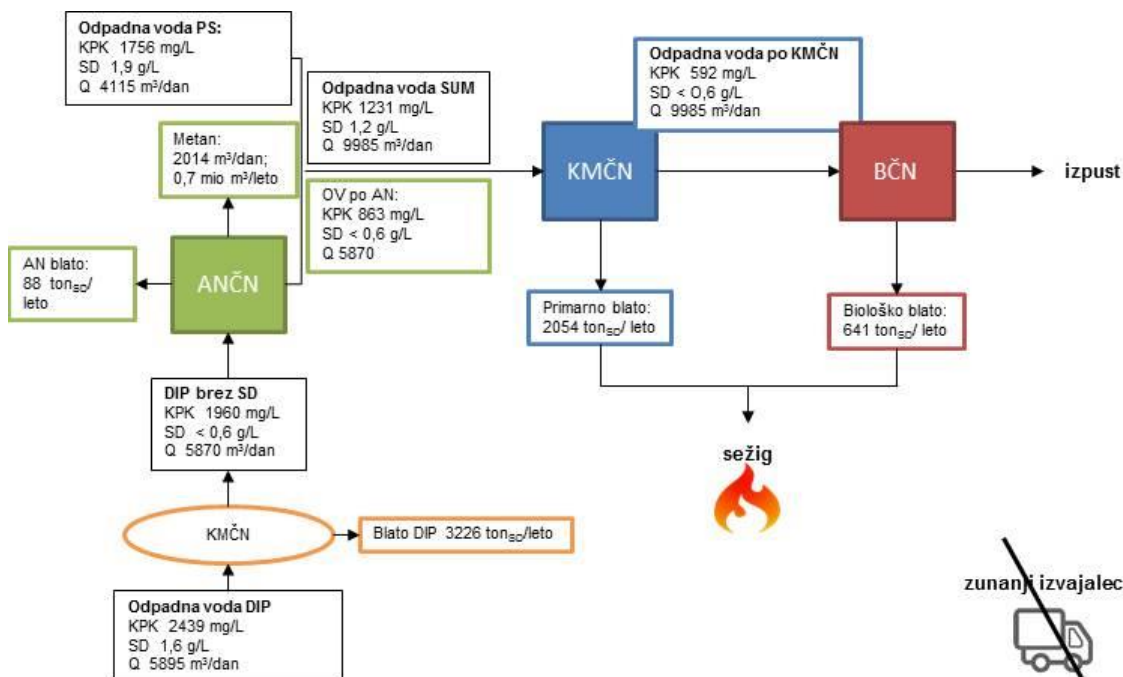 Odpadna voda PS:
KPK 1756 mg/L
SD 1,9 g/L
Q 4115 m³/dan
Odpadna voda SUM
KPK 1231 mg/L
SD 1,2 g/L
Q 9985 m³/dan
Odpadna voda po KMČN
KPK 592 mg/L
SD < 0,6 g/L
Q 9985 m³/dan
Metan:
2014 m³/dan;
0,7 mio m³/leto
KMČN
BČN
izpust
OV po AN:
KPK 863 mg/L
SD < 0,6 g/L
Q 5870
AN blato:
88 ton_SD/
leto
ANČN
Primarno blato:
2054 ton_SD/ leto
Biološko blato:
641 ton_SD/ leto
DIP brez SD
KPK 1960 mg/L
SD < 0,6 g/L
Q 5870 m³/dan
sežig
KMČN
Blato DIP 3226 ton_SD/leto
Odpadna voda DIP
KPK 2439 mg/L
SD 1,6 g/L
Q 5895 m³/dan
zunanji izvajalec